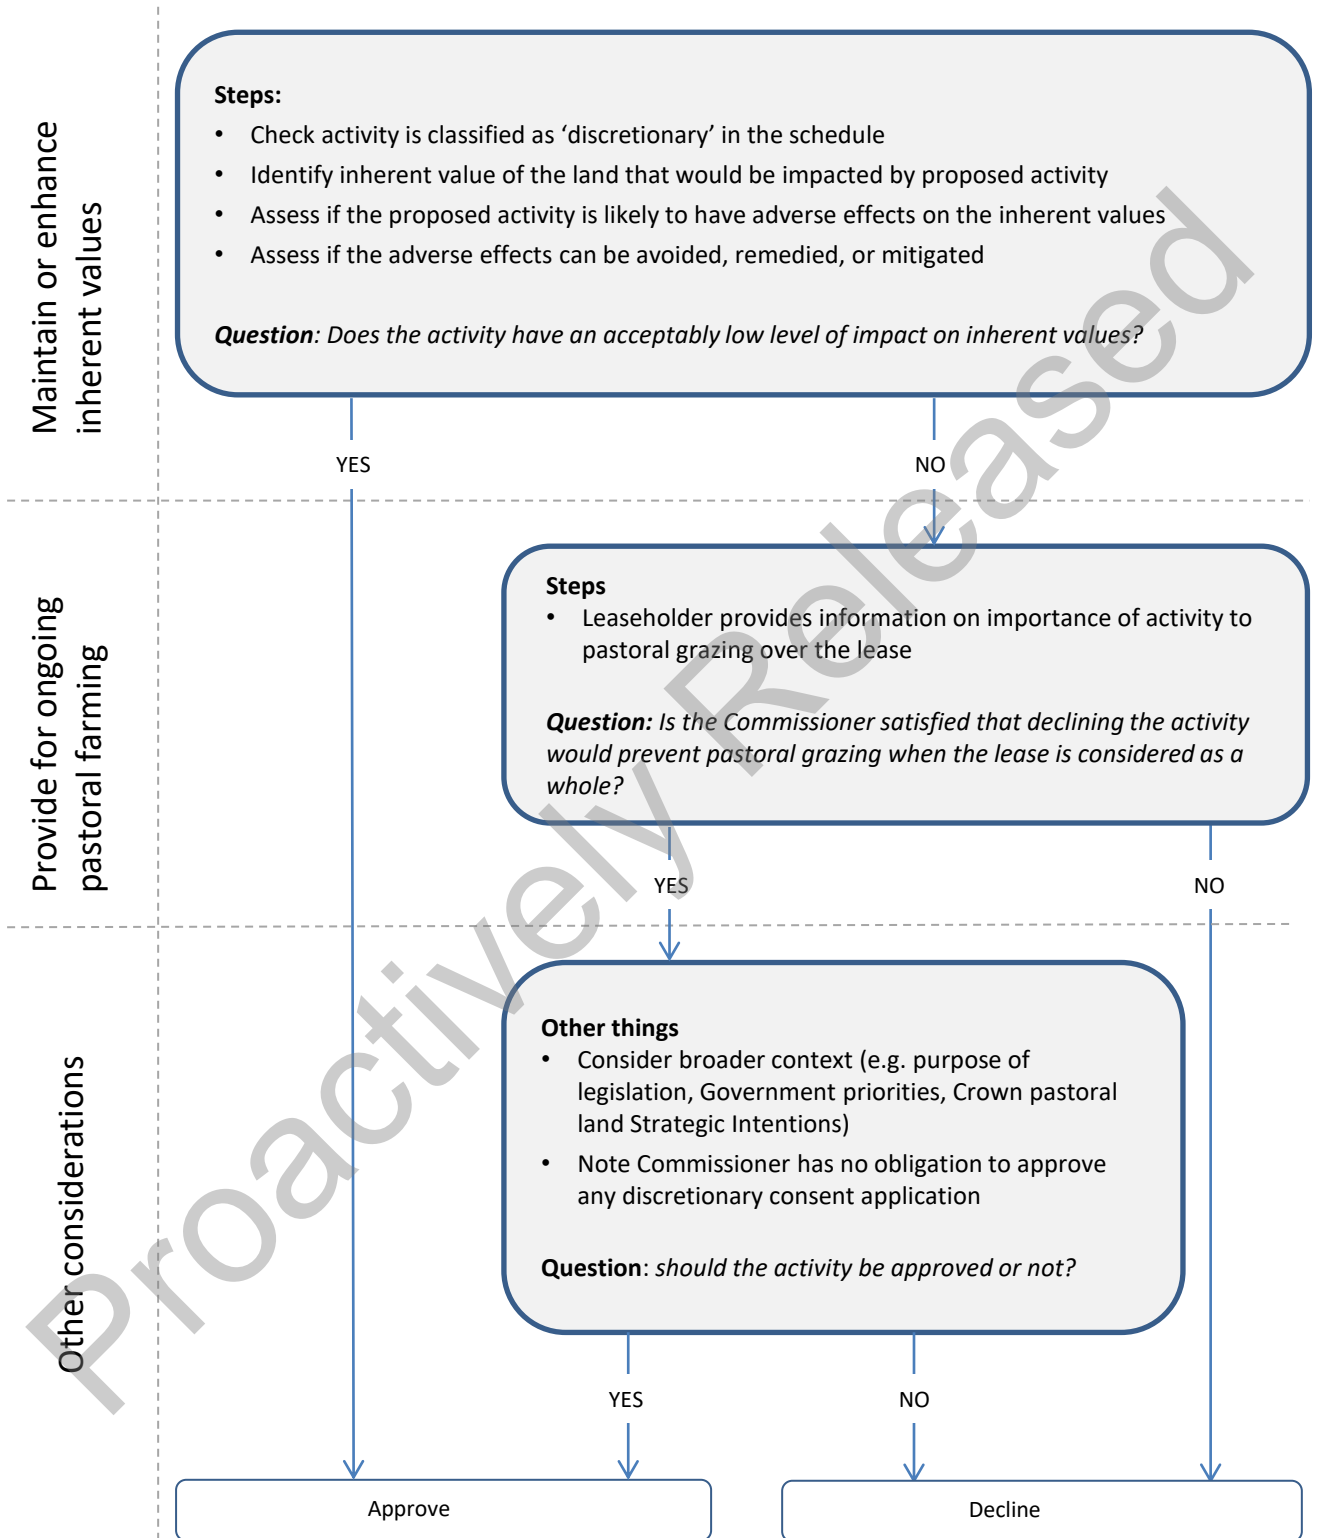 Maintain or enhance
inherent values
Steps:
• Check activity is classified as ‘discretionary’ in the schedule
• Identify inherent value of the land that would be impacted by proposed activity
• Assess if the proposed activity is likely to have adverse effects on the inherent values
• Assess if the adverse effects can be avoided, remedied, or mitigated
Question: Does the activity have an acceptably low level of impact on inherent values?
YES
NO
Provide for ongoing
pastoral farming
Steps
• Leaseholder provides information on importance of activity to
pastoral grazing over the lease
Question: Is the Commissioner satisfied that declining the activity
would prevent pastoral grazing when the lease is considered as a
whole?
YES
NO
Other considerations
Other things
• Consider broader context (e.g. purpose of
legislation, Government priorities, Crown pastoral
land Strategic Intentions)
• Note Commissioner has no obligation to approve
any discretionary consent application
Question: should the activity be approved or not?
YES
NO
Approve
Decline
Proactively Released